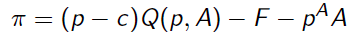 π = (p − c)Q(p, A) − F − p^A A